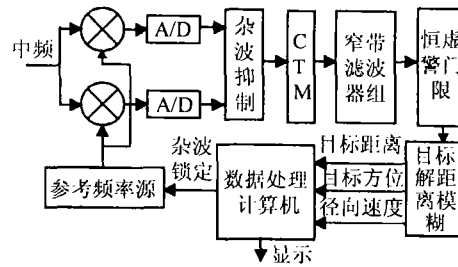 中频
A/D
A/D
杂波抑制
CTM
窄带滤波器组
恒虚警门限
目标解距离模糊
目标距离
目标方位
径向速度
数据处理计算机
杂波锁定
参考频率源
显示